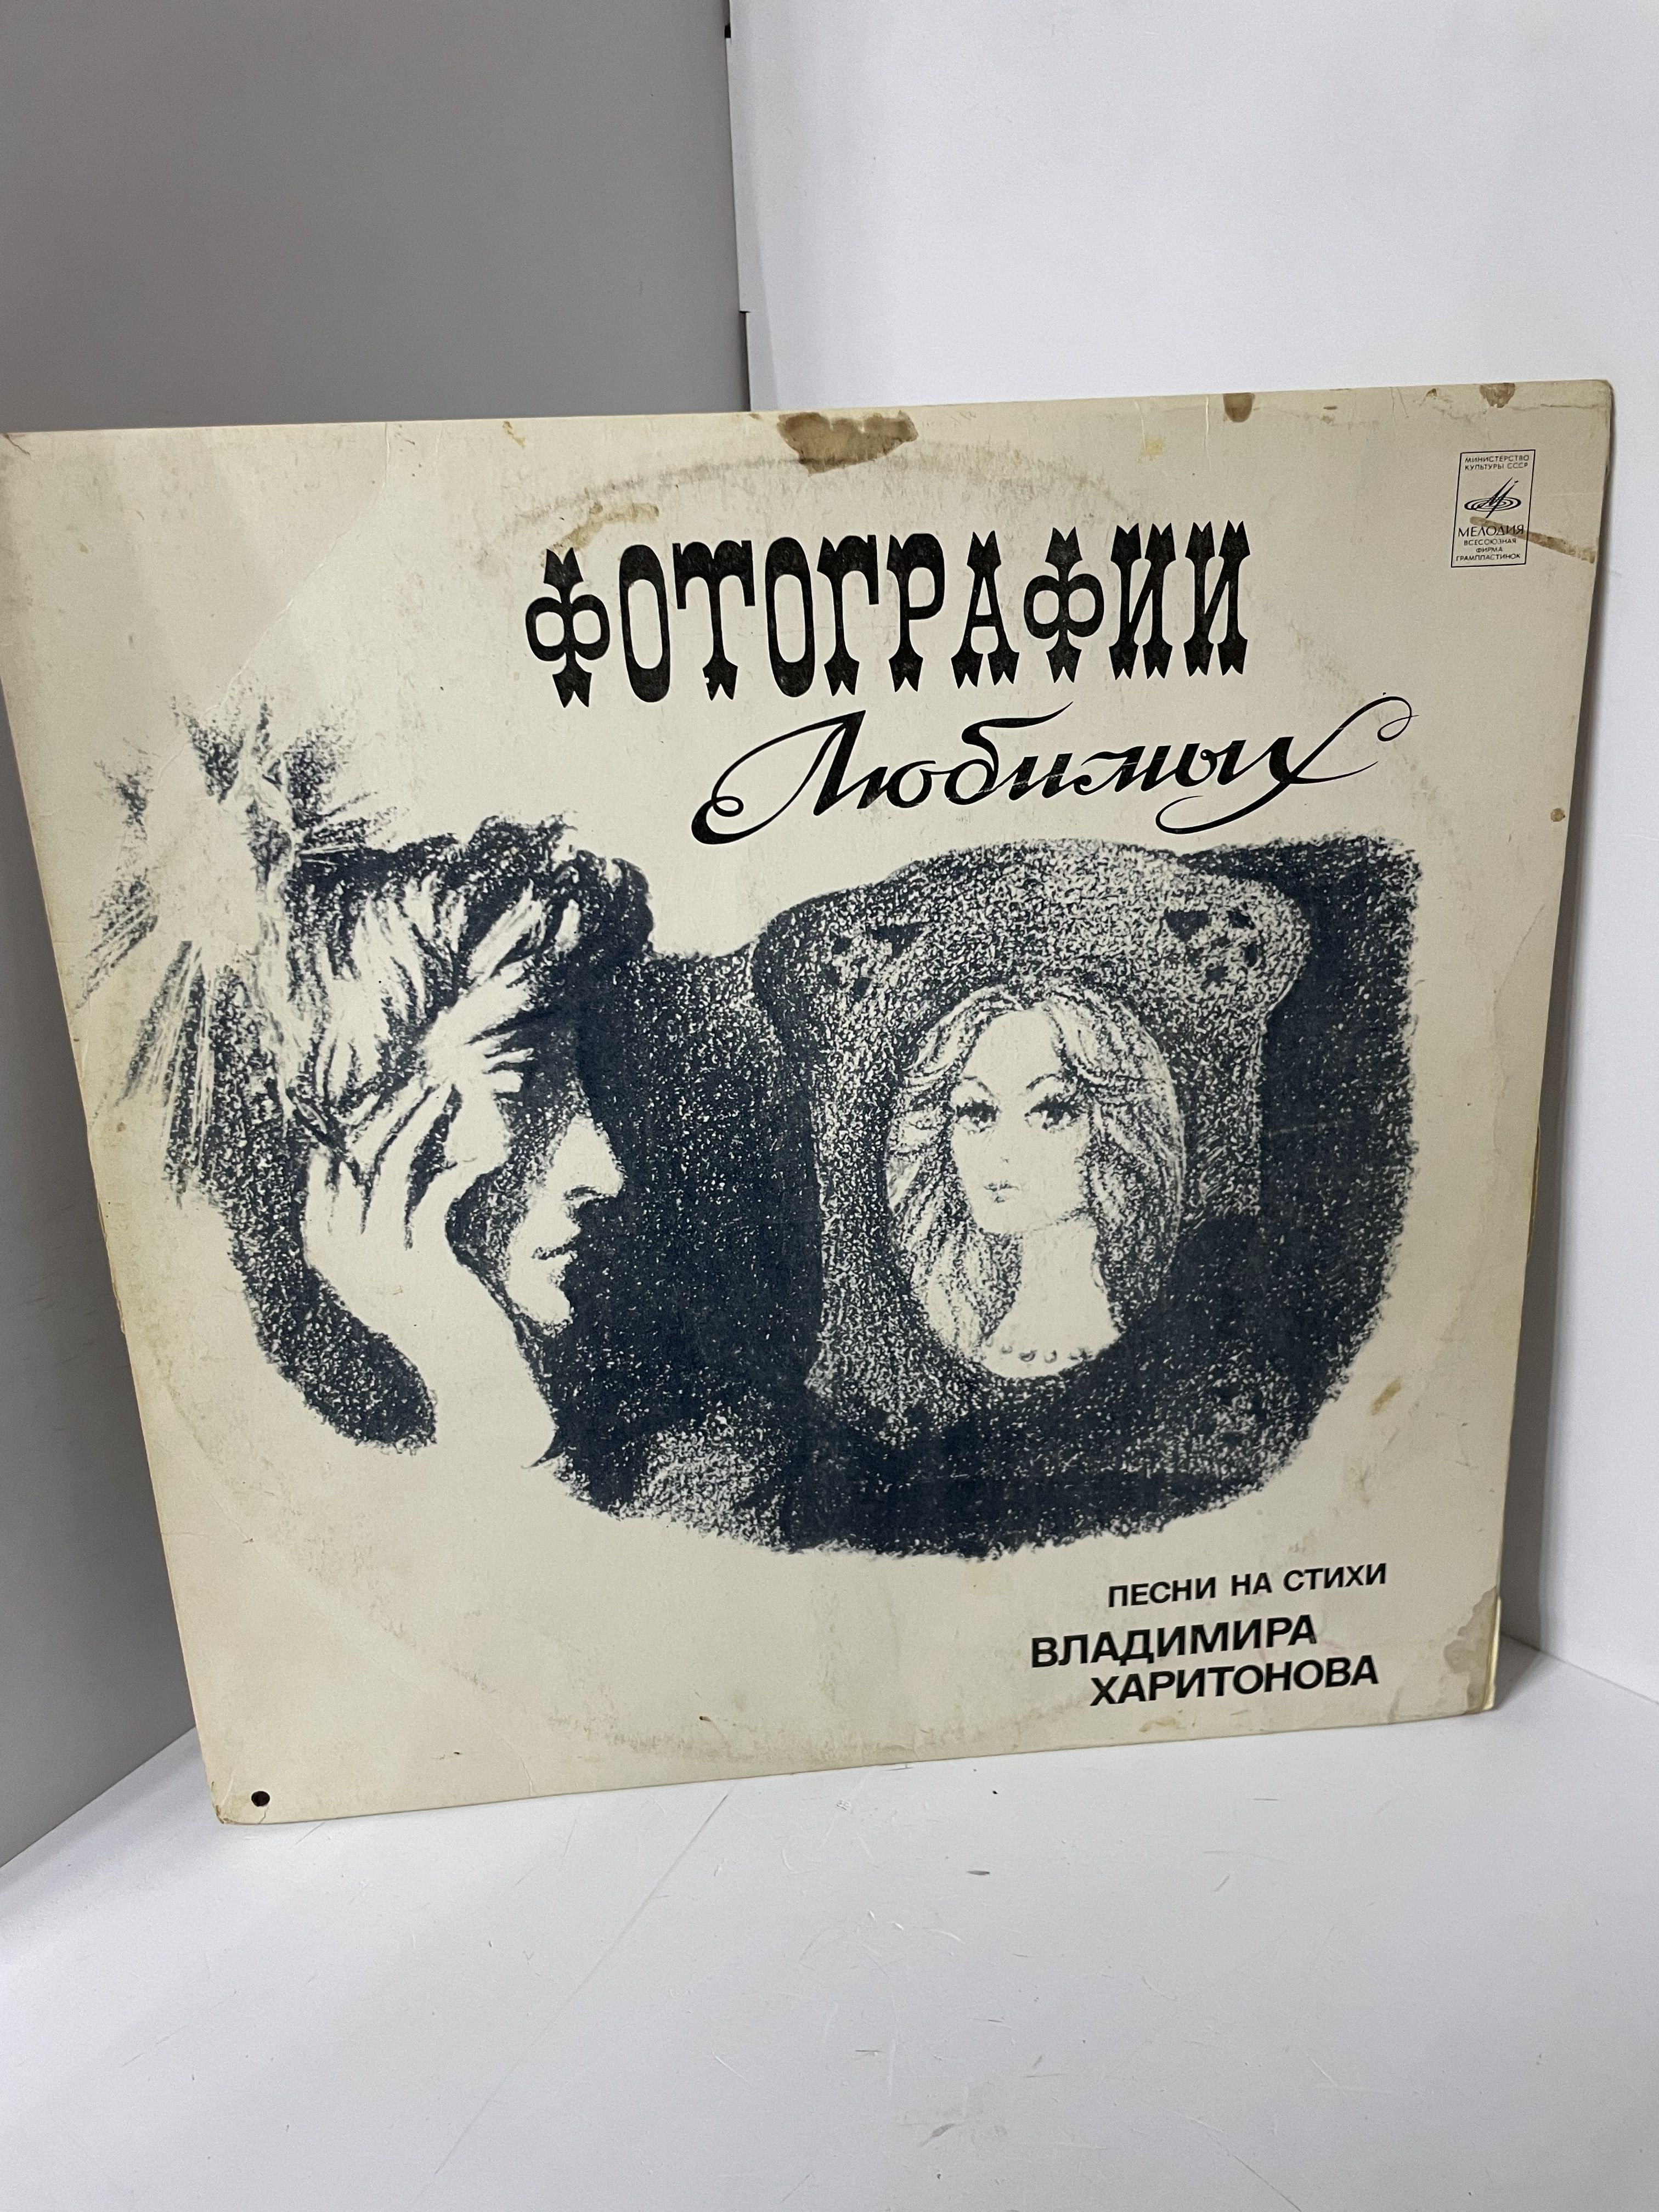 МИНИСТЕРСТВО
КУЛЬТУРЫ СССР
МЕЛОДИЯ
ВСЕСОЮЗНАЯ
ФИРМА
ГРАМПЛАСТИНОК
ФОТОГРАФИИ
Любимых
ПЕСНИ НА СТИХИ
ВЛАДИМИРА
ХАРИТОНОВА